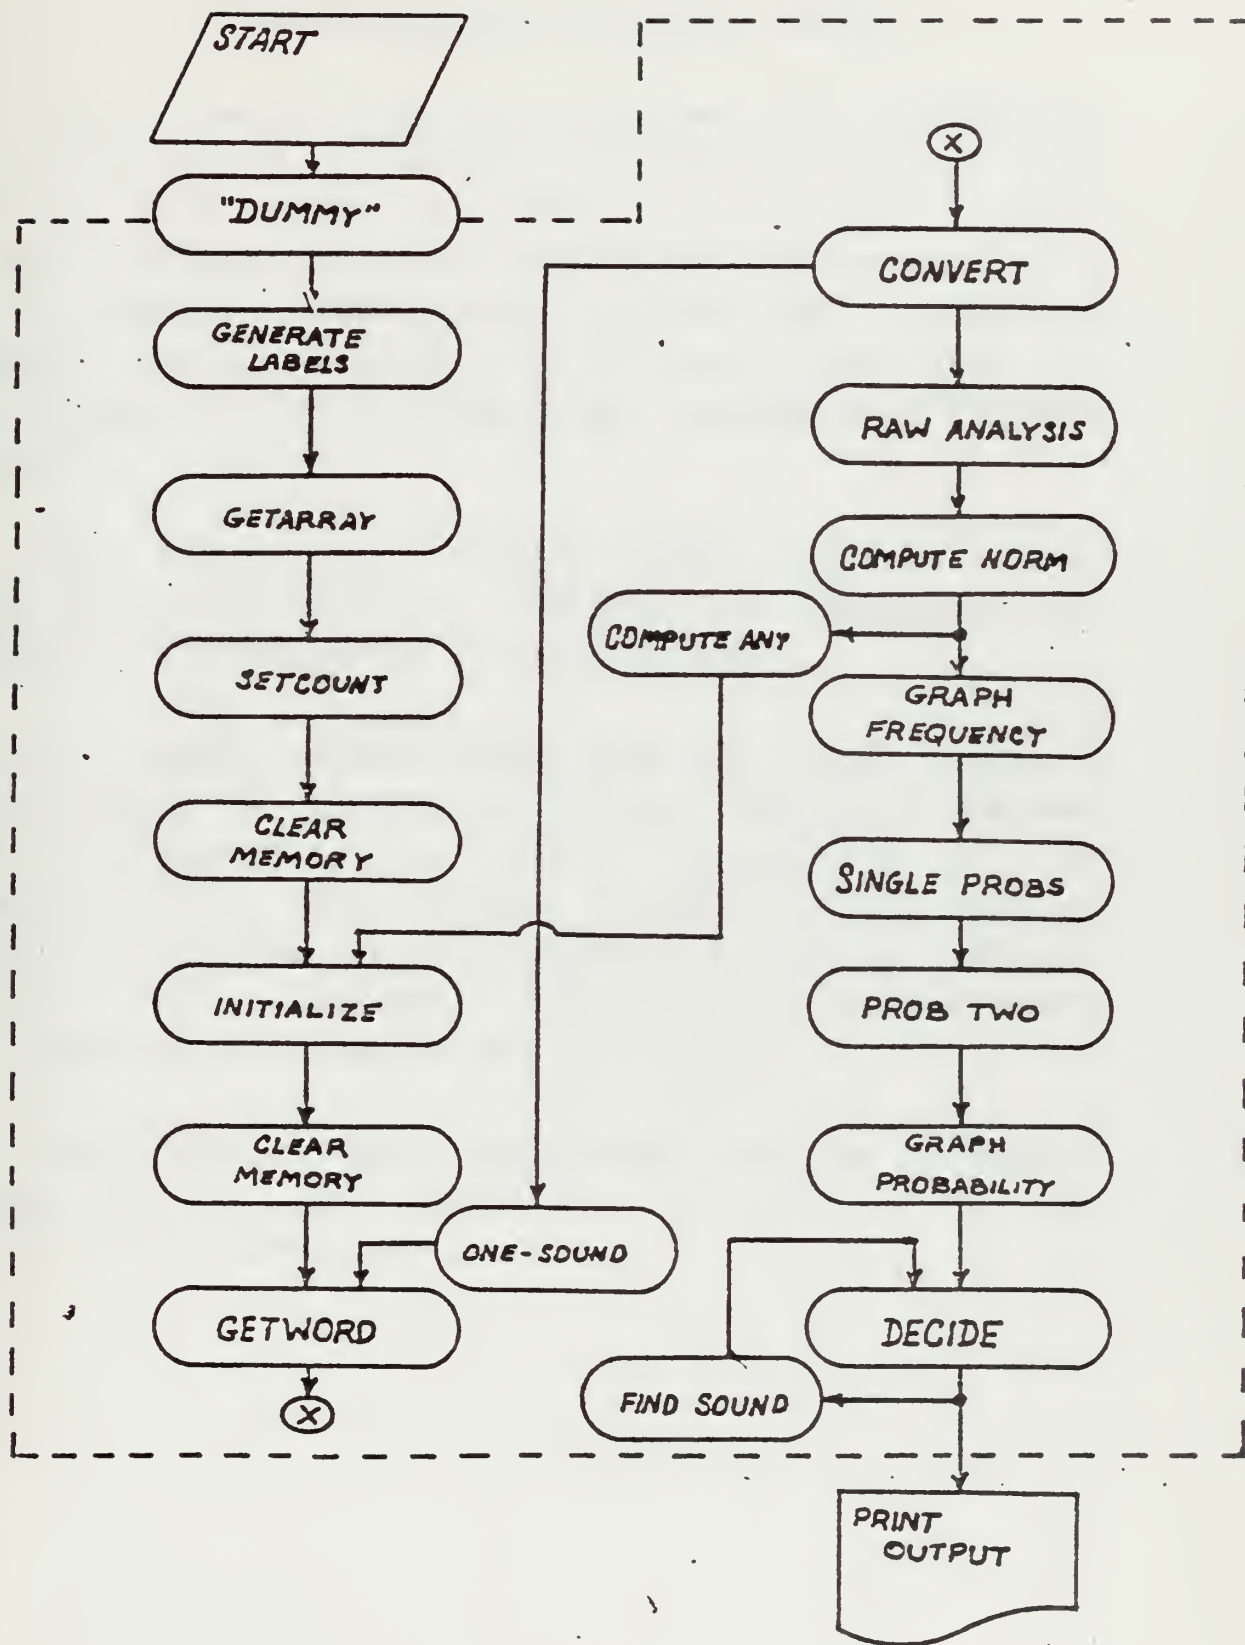 START
"DUMMY"
GENERATE
LABELS
GETARRAY
SETCOUNT
CLEAR
MEMORY
INITIALIZE
CLEAR
MEMORY
ONE-SOUND
GETWORD
X
X
CONVERT
RAW ANALYSIS
COMPUTE NORM
COMPUTE ANY
GRAPH
FREQUENCY
SINGLE PROBS
PROB TWO
GRAPH
PROBABILITY
DECIDE
FIND SOUND
PRINT
OUTPUT